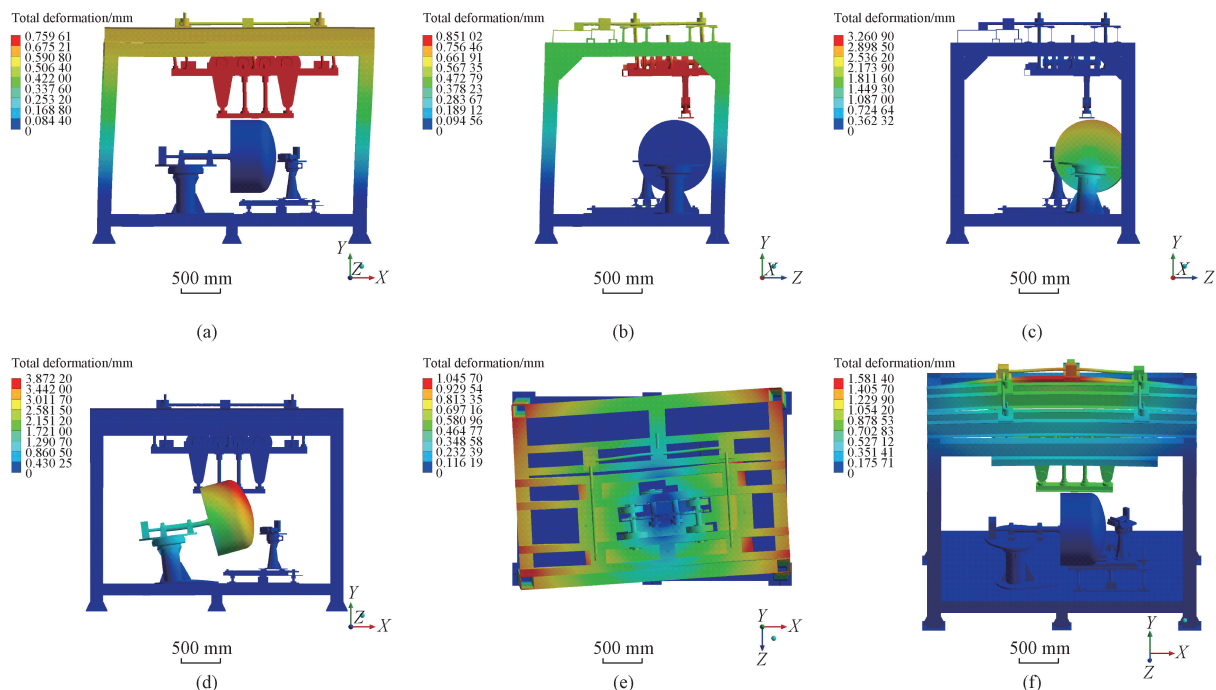 Total deformation/mm
0.759 61
0.675 21
0.590 80
0.506 40
0.422 00
0.337 60
0.253 20
0.168 80
0.084 40
0
Y
Z
X
500 mm
(a)
Total deformation/mm
0.851 02
0.756 46
0.661 91
0.567 35
0.472 79
0.378 23
0.283 67
0.189 12
0.094 56
0
Y
X
Z
500 mm
(b)
Total deformation/mm
3.260 90
2.898 50
2.536 20
2.173 90
1.811 60
1.449 30
1.087 00
0.724 64
0.362 32
0
Y
X
Z
500 mm
(c)
Total deformation/mm
3.872 20
3.442 00
3.011 70
2.581 50
2.151 20
1.721 00
1.290 70
0.860 50
0.430 25
0
Y
Z
X
500 mm
(d)
Total deformation/mm
1.045 70
0.929 54
0.813 35
0.697 16
0.580 96
0.464 77
0.348 58
0.232 39
0.116 19
0
Y
X
Z
500 mm
(e)
Total deformation/mm
1.581 40
1.405 70
1.229 90
1.054 20
0.878 53
0.702 83
0.527 12
0.351 41
0.175 71
0
Y
X
Z
500 mm
(f)